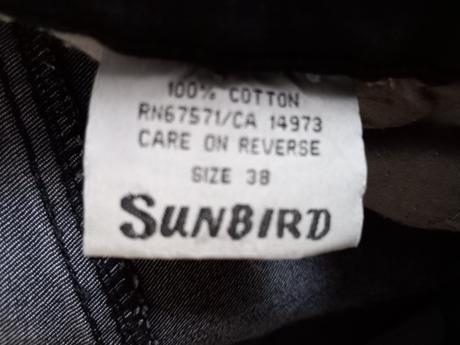 100% COTTON
RN67571/CA 14973
CARE ON REVERSE
SIZE 38
SUNBIRD